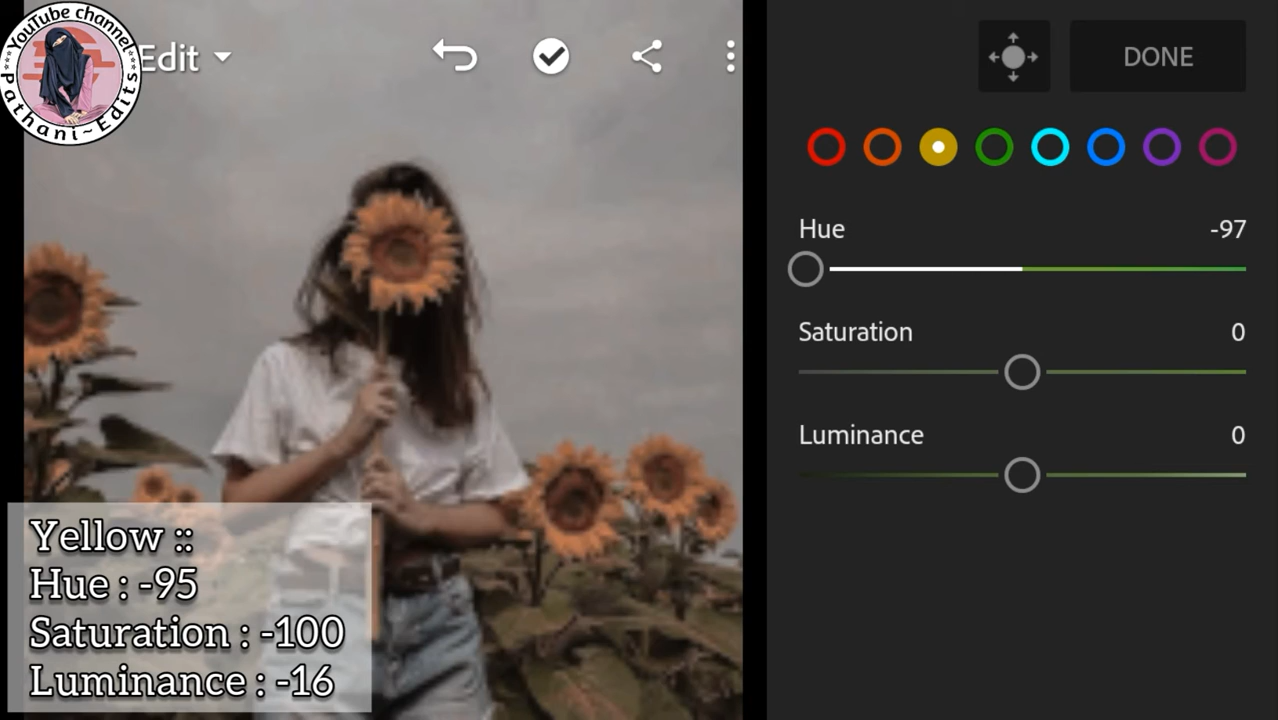 YouTube channel
Pathani~Edits
Edit
DONE
Hue -97
Saturation 0
Luminance 0
Yellow ::
Hue : -95
Saturation : -100
Luminance : -16